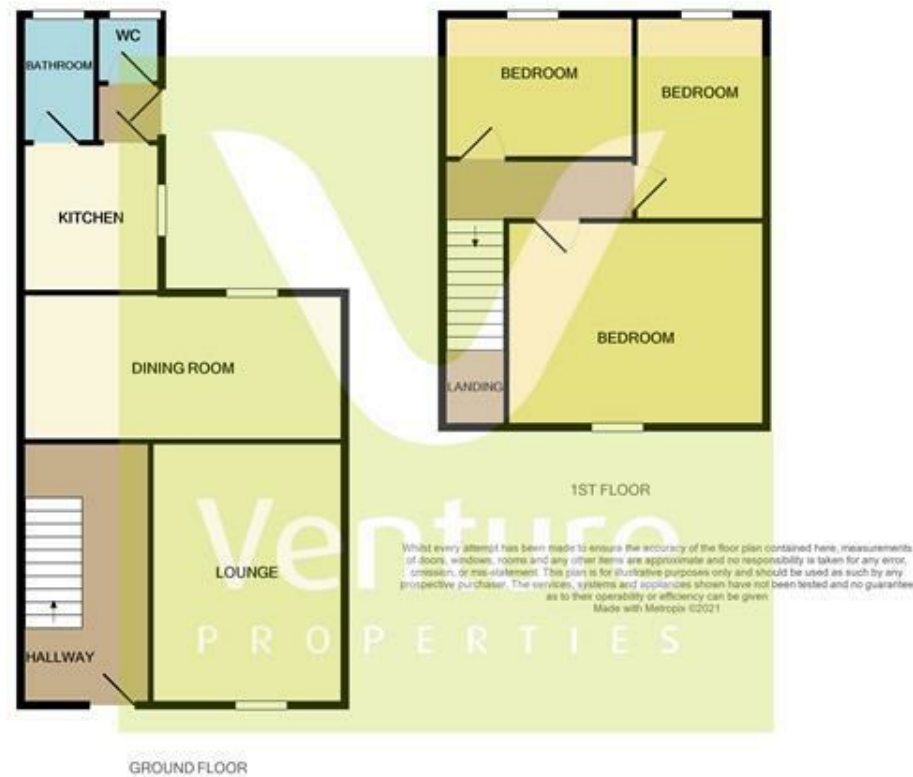 WC
BATHROOM
KITCHEN
DINING ROOM
LOUNGE
HALLWAY
GROUND FLOOR
BEDROOM
BEDROOM
BEDROOM
LANDING
1ST FLOOR
Venture
PROPERTIES
Whilst every attempt has been made to ensure the accuracy of the floor plan contained here, measurements
of doors, windows, rooms and any other items are approximate and no responsibility is taken for any error,
omission, or mis-statement. This plan is for illustrative purposes only and should be used as such by any
prospective purchaser. The services, systems and appliances shown have not been tested and no guarantee
as to their operability or efficiency can be given
Made with Metropix ©2021